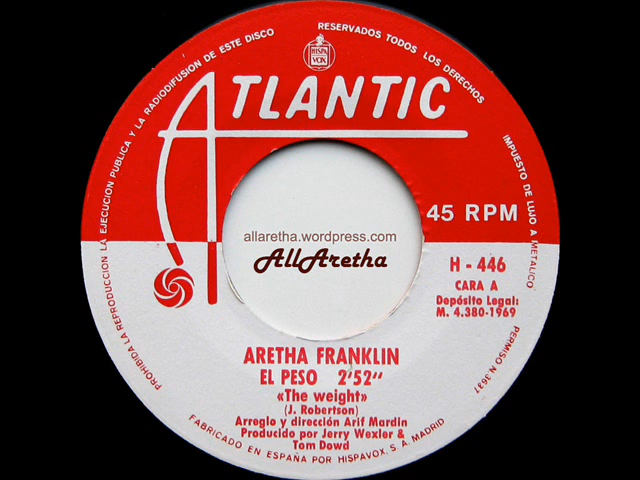 PROHIBIDA LA REPRODUCCIÓN LA EJECUCION PUBLICA Y LA RADIODIFUSION DE ESTE DISCO
RESERVADOS TODOS LOS DERECHOS
IMPUESTO DE LUJO A METALICO
PERMISO N.3637
HISPA
VOX
ATLANTIC
45 RPM
allaretha.wordpress.com
AllAretha
H - 446
CARA A
Depósito Legal:
M. 4.380-1969
ARETHA FRANKLIN
EL PESO 2'52"
«The weight»
(J. Robertson)
Arreglo y dirección Arif Mardin
Producido por Jerry Wexler &
Tom Dowd
FABRICADO EN ESPAÑA POR HISPAVOX, S. A. MADRID